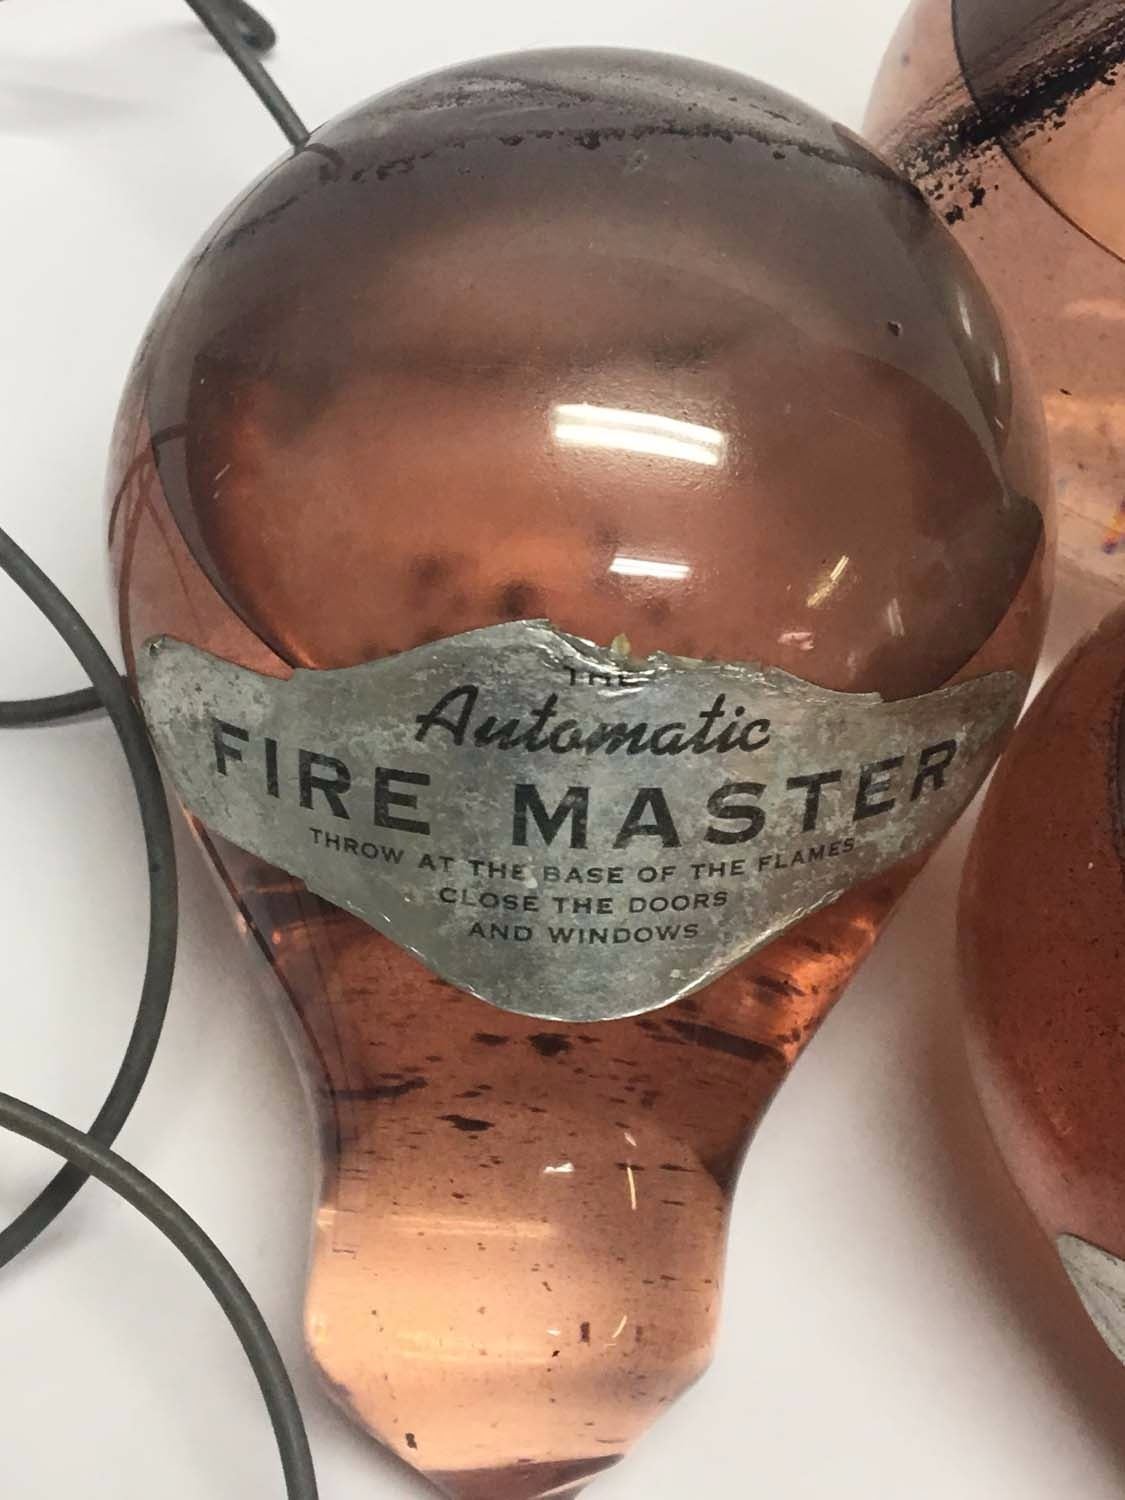 THE
Automatic
FIRE MASTER
THROW AT THE BASE OF THE FLAMES
CLOSE THE DOORS
AND WINDOWS